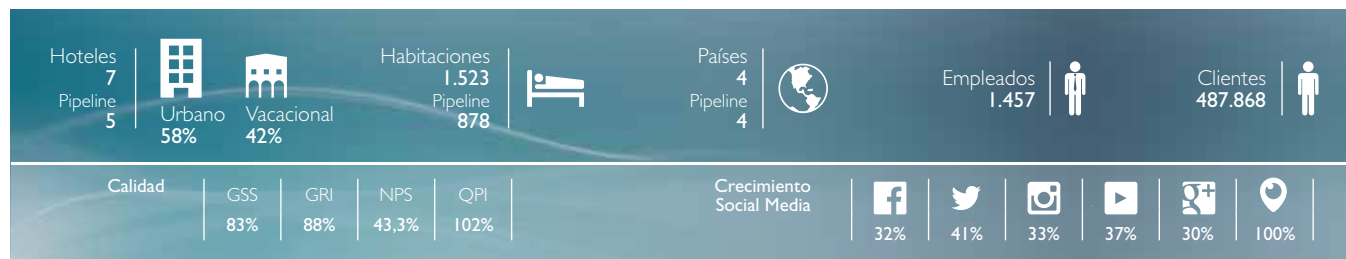 Hoteles
7
Pipeline
5
Urbano
58%
Vacacional
42%
Habitaciones
1.523
Pipeline
878
Países
4
Pipeline
4
Empleados
1.457
Clientes
487.868
Calidad
GSS
83%
GRI
88%
NPS
43,3%
QPI
102%
Crecimiento
Social Media
f
32%
41%
33%
37%
g+
30%
100%